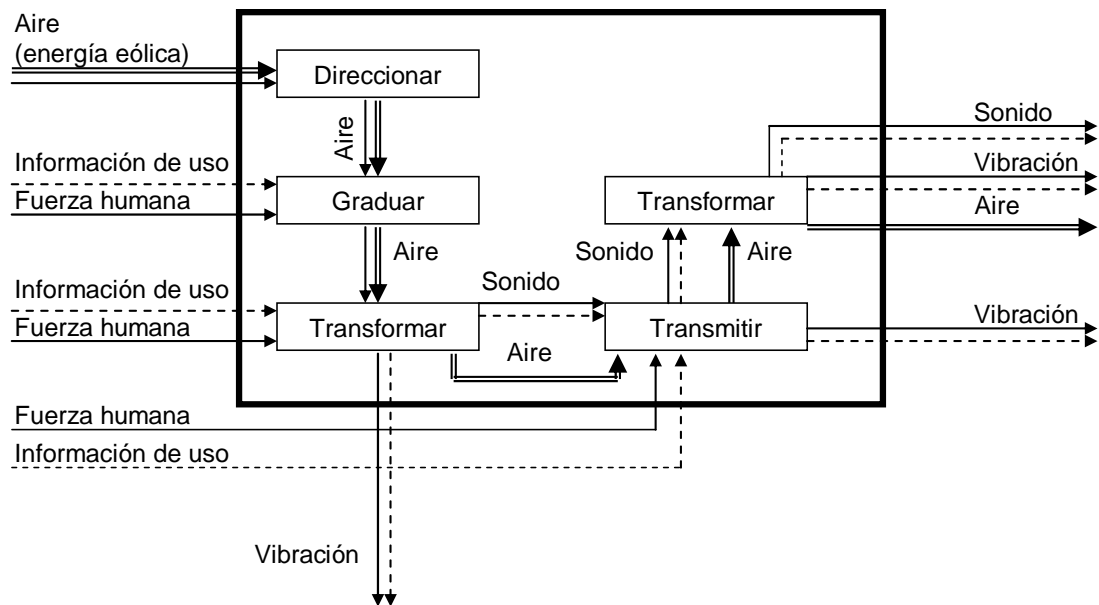 Aire
(energía eólica)
Direccionar
Aire
Sonido
Información de uso
Vibración
Fuerza humana
Graduar
Transformar
Aire
Aire
Sonido
Aire
Información de uso
Sonido
Fuerza humana
Transformar
Transmitir
Vibración
Aire
Fuerza humana
Información de uso
Vibración